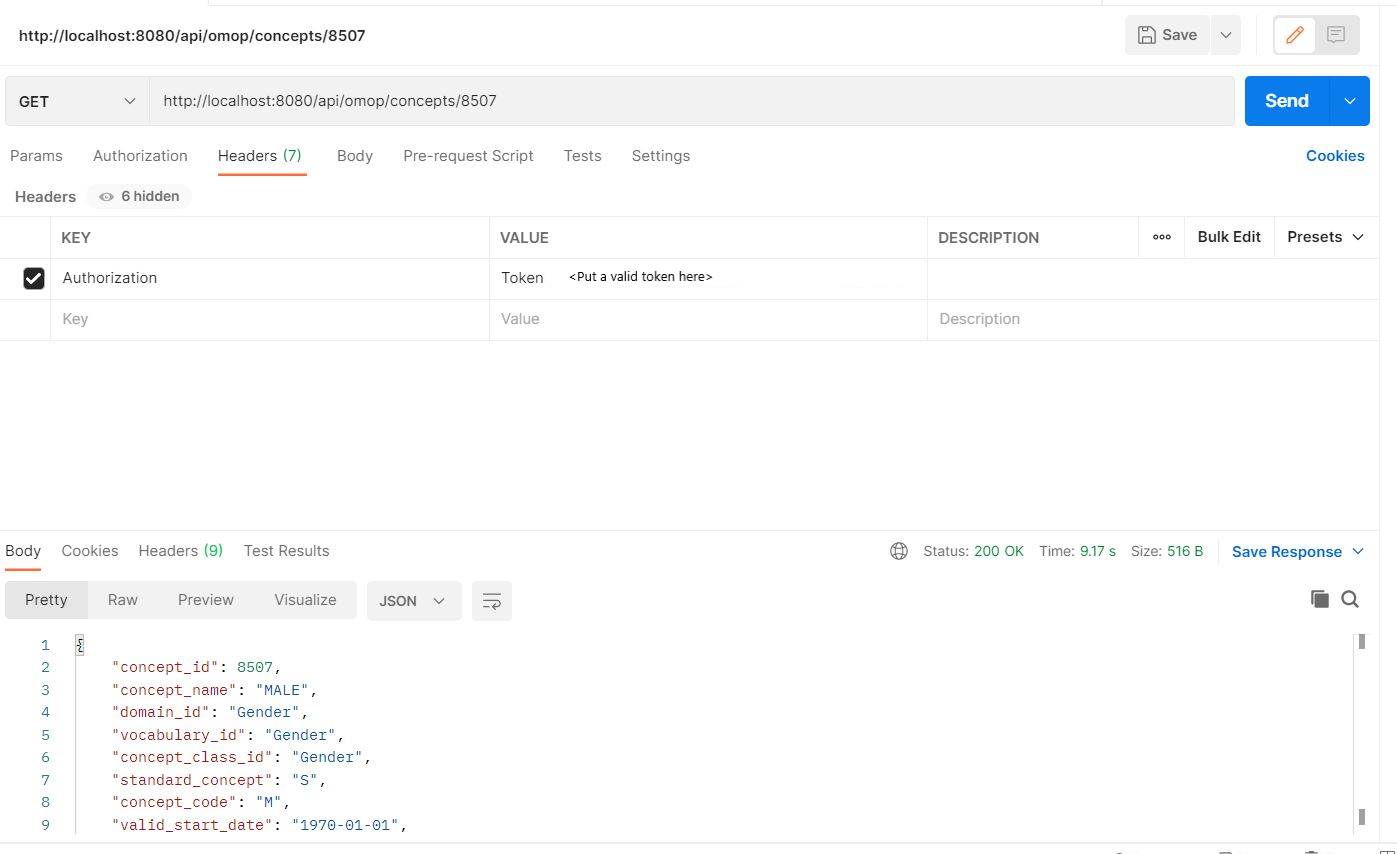 http://localhost:8080/api/omop/concepts/8507
Save
GET
http://localhost:8080/api/omop/concepts/8507
Send
Params Authorization Headers (7) Body Pre-request Script Tests Settings Cookies
Headers 6 hidden
KEY VALUE DESCRIPTION ooo Bulk Edit Presets
Authorization Token <Put a valid token here>
Key Value Description
Body Cookies Headers (9) Test Results Status: 200 OK Time: 9.17 s Size: 516 B Save Response
Pretty Raw Preview Visualize JSON
1 {
2 "concept_id": 8507,
3 "concept_name": "MALE",
4 "domain_id": "Gender",
5 "vocabulary_id": "Gender",
6 "concept_class_id": "Gender",
7 "standard_concept": "S",
8 "concept_code": "M",
9 "valid_start_date": "1970-01-01",